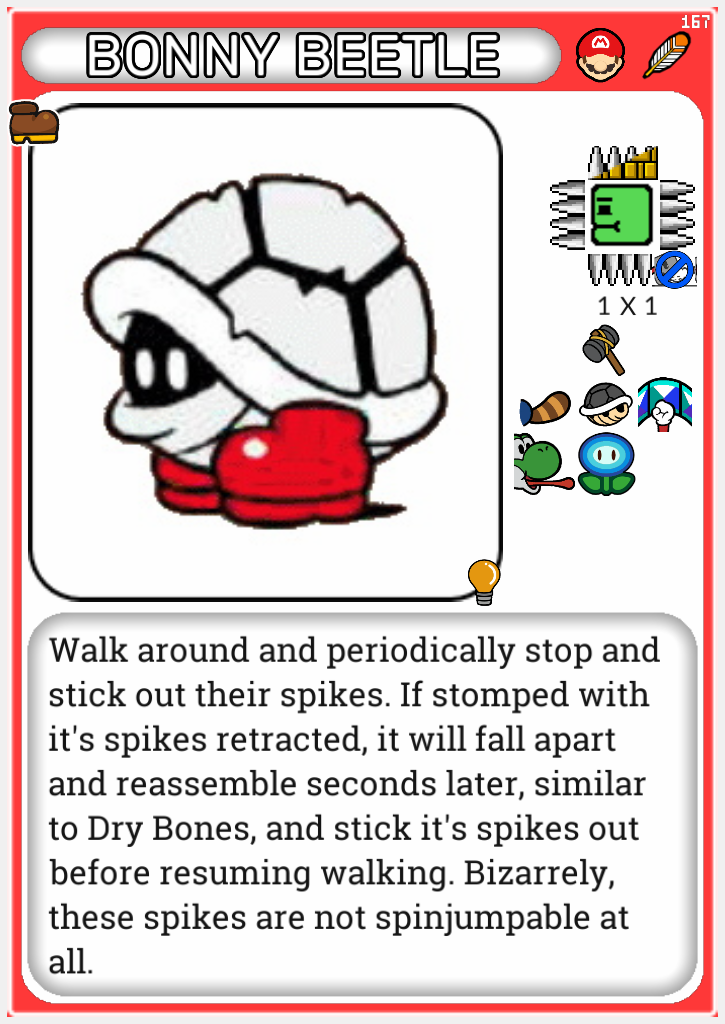 167
BONNY BEETLE
1 X 1
Walk around and periodically stop and
stick out their spikes. If stomped with
it's spikes retracted, it will fall apart
and reassemble seconds later, similar
to Dry Bones, and stick it's spikes out
before resuming walking. Bizarrely,
these spikes are not spinjumpable at
all.